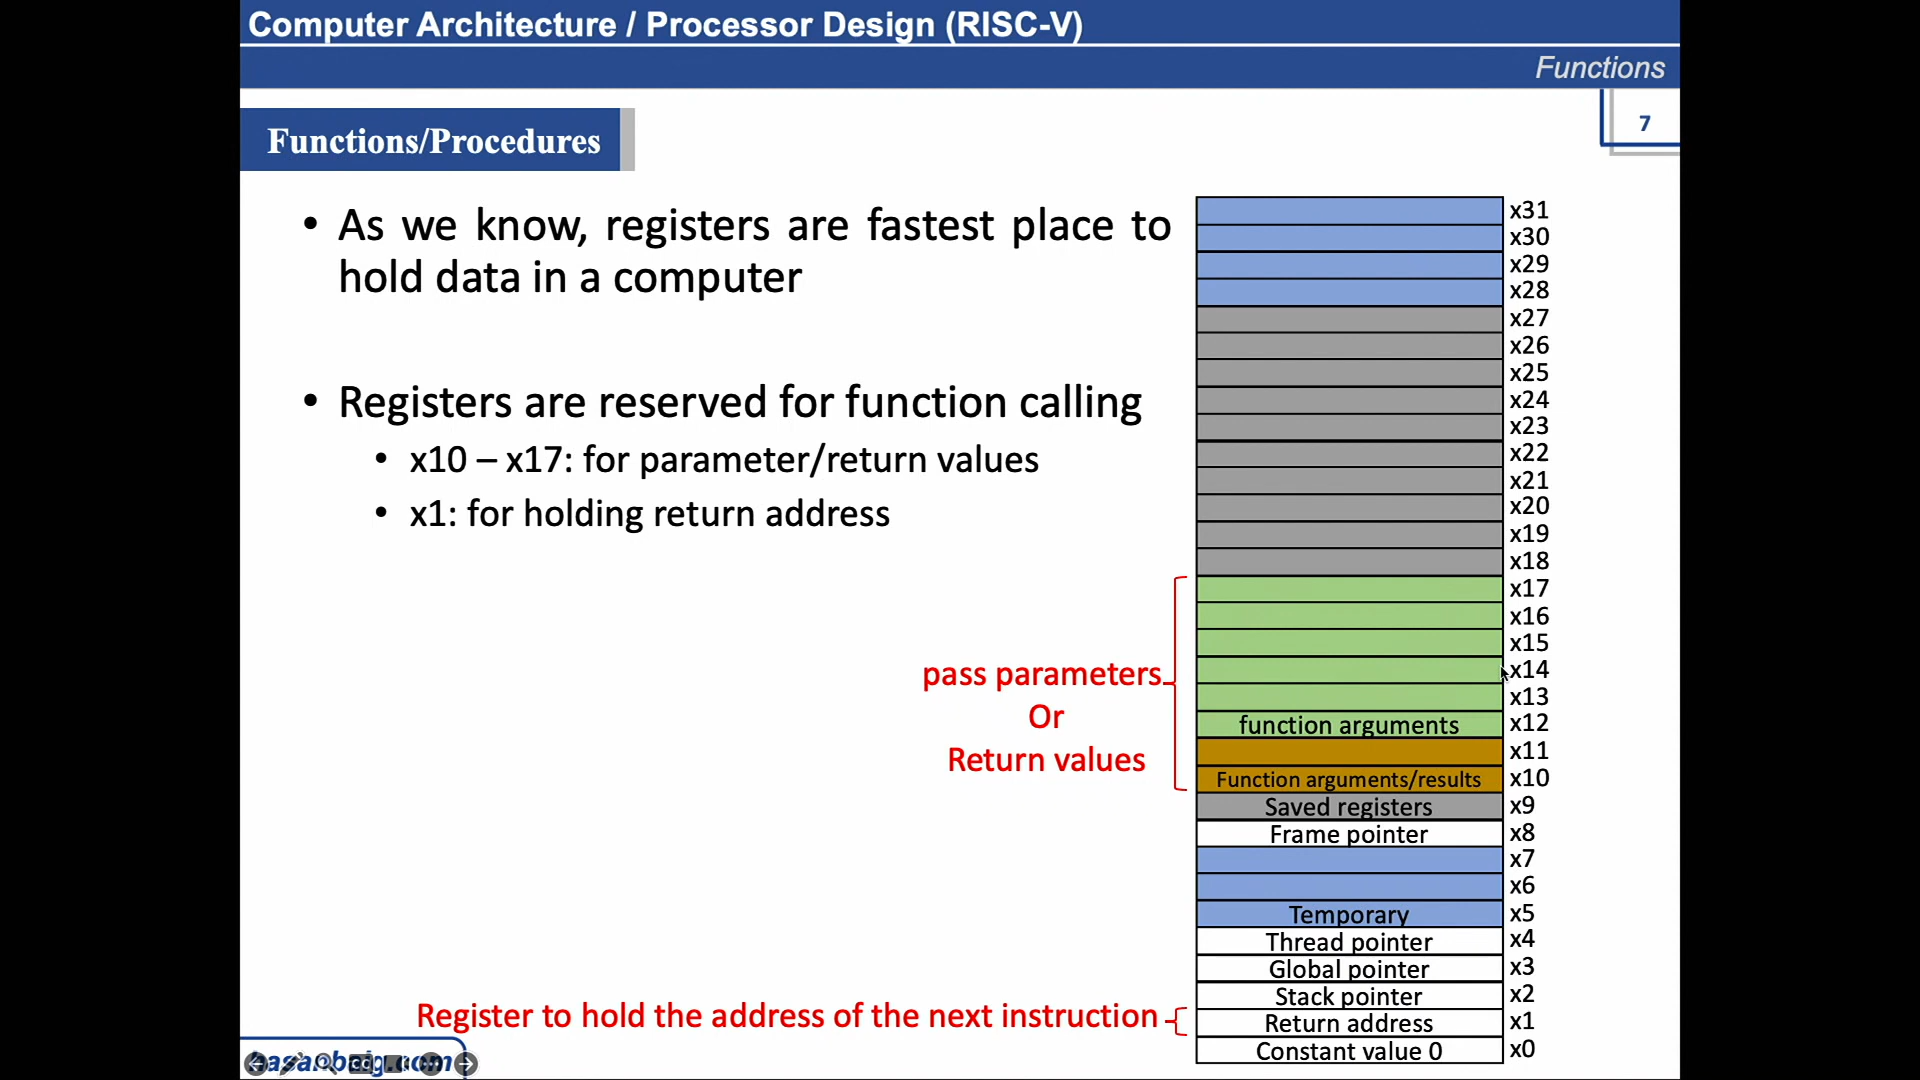 Computer Architecture / Processor Design (RISC-V)
Functions
7
Functions/Procedures
• As we know, registers are fastest place to
hold data in a computer
• Registers are reserved for function calling
• x10 – x17: for parameter/return values
• x1: for holding return address
pass parameters
Or
Return values
Register to hold the address of the next instruction
x31
x30
x29
x28
x27
x26
x25
x24
x23
x22
x21
x20
x19
x18
x17
x16
x15
x14
x13
function arguments x12
x11
Function arguments/results x10
Saved registers x9
Frame pointer x8
x7
x6
Temporary x5
Thread pointer x4
Global pointer x3
Stack pointer x2
Return address x1
Constant value 0 x0